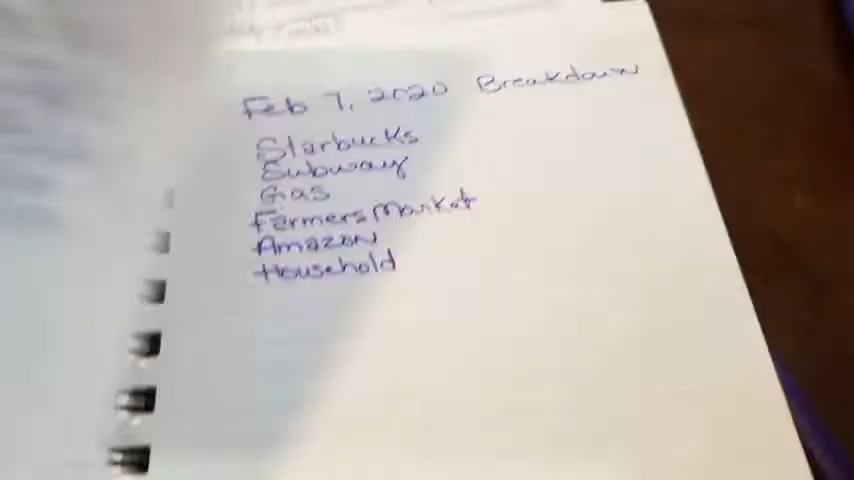 Feb 7, 2020 Breakdown
Starbucks
Subway
Gas
Farmers Market
Amazon
Household